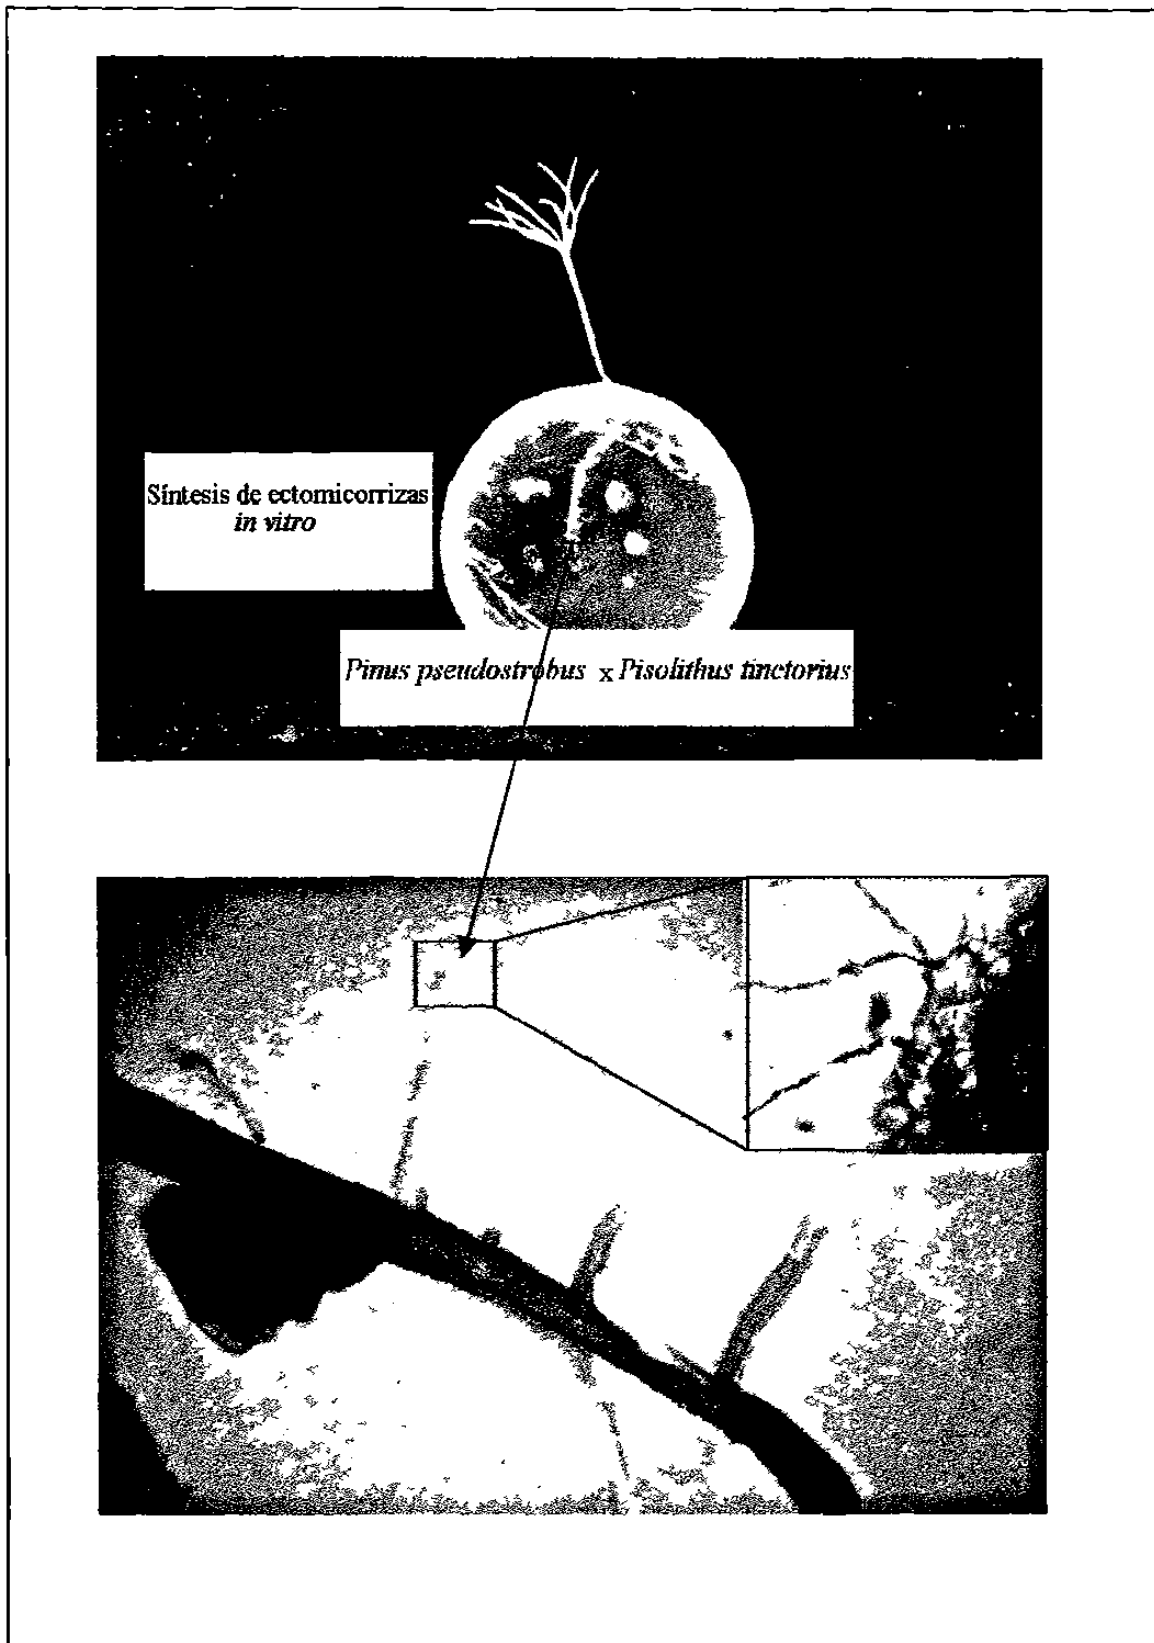 Síntesis de ectomicorrizas
in vitro
Pinus pseudostrobus x Pisolithus tinctorius